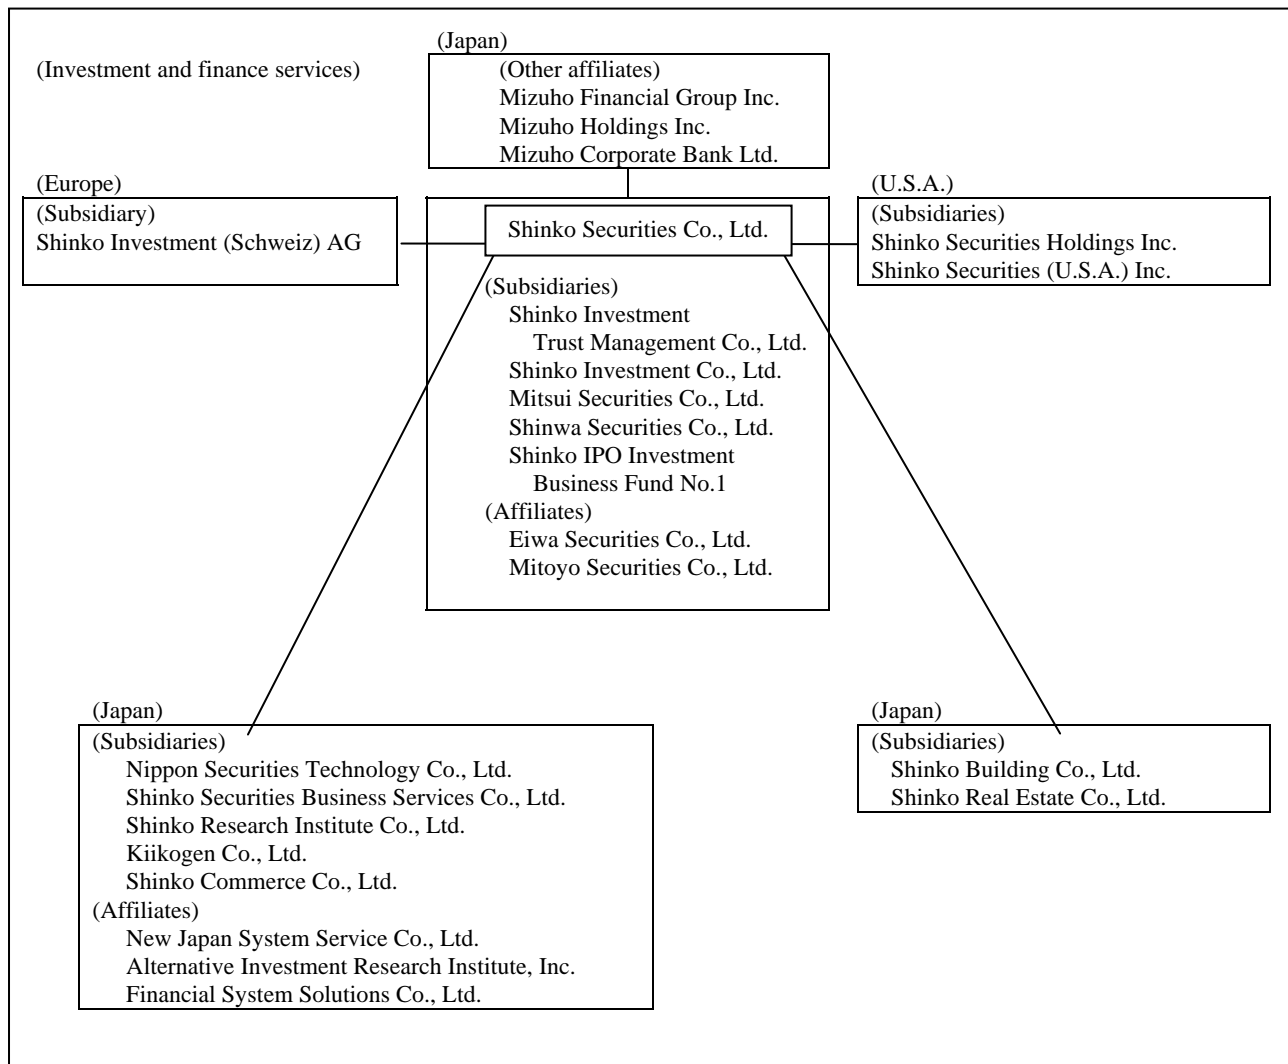 (Investment and finance services)
(Japan)
(Other affiliates)
Mizuho Financial Group Inc.
Mizuho Holdings Inc.
Mizuho Corporate Bank Ltd.
(Europe)
(Subsidiary)
Shinko Investment (Schweiz) AG
Shinko Securities Co., Ltd.
(Subsidiaries)
Shinko Investment
Trust Management Co., Ltd.
Shinko Investment Co., Ltd.
Mitsui Securities Co., Ltd.
Shinwa Securities Co., Ltd.
Shinko IPO Investment
Business Fund No.1
(Affiliates)
Eiwa Securities Co., Ltd.
Mitoyo Securities Co., Ltd.
(U.S.A.)
(Subsidiaries)
Shinko Securities Holdings Inc.
Shinko Securities (U.S.A.) Inc.
(Japan)
(Subsidiaries)
Nippon Securities Technology Co., Ltd.
Shinko Securities Business Services Co., Ltd.
Shinko Research Institute Co., Ltd.
Kiikogen Co., Ltd.
Shinko Commerce Co., Ltd.
(Affiliates)
New Japan System Service Co., Ltd.
Alternative Investment Research Institute, Inc.
Financial System Solutions Co., Ltd.
(Japan)
(Subsidiaries)
Shinko Building Co., Ltd.
Shinko Real Estate Co., Ltd.